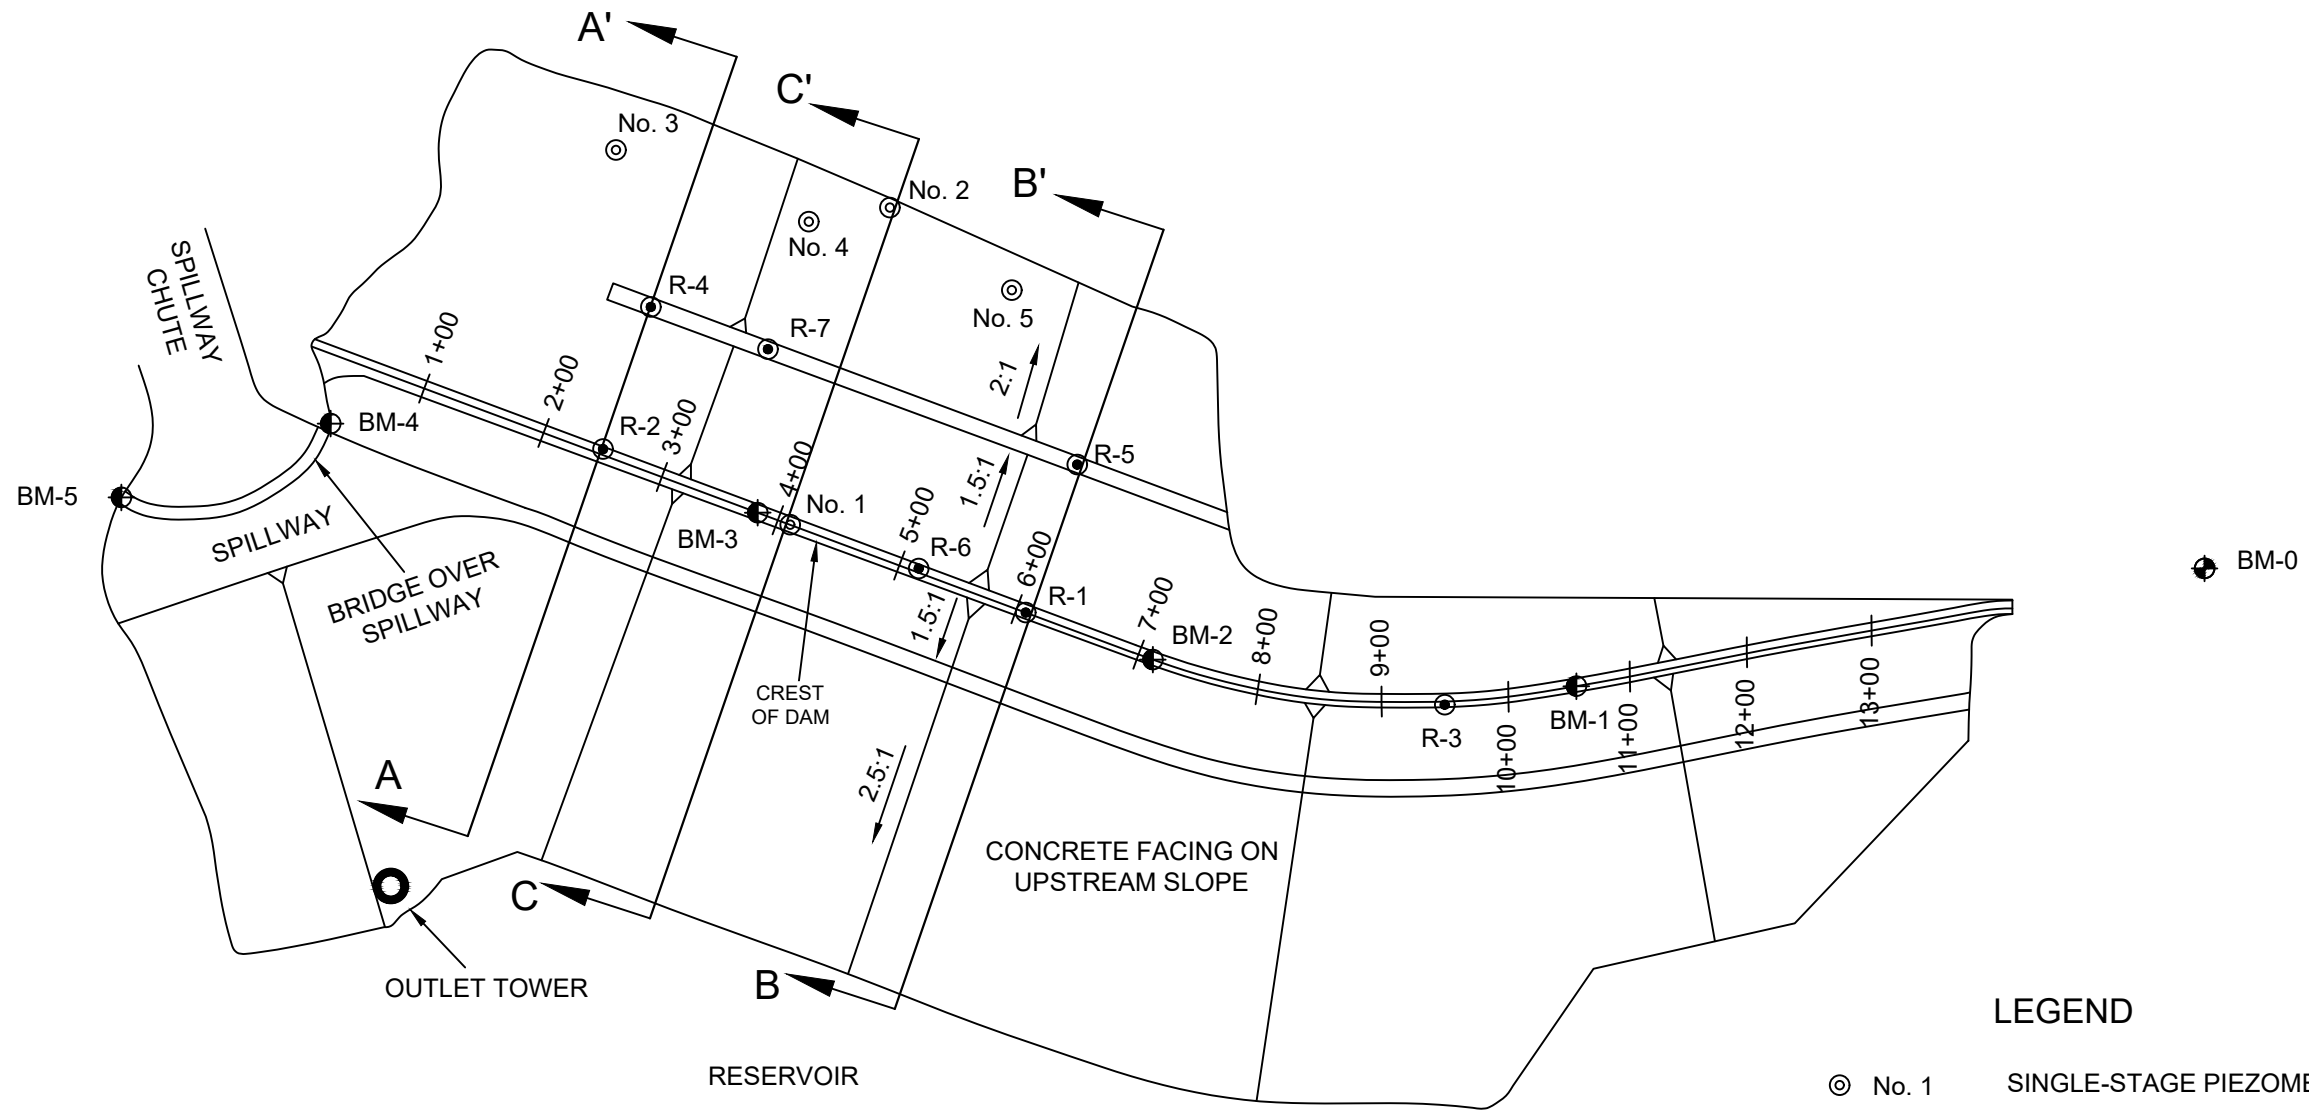 A'
C'
No. 3
B'
No. 2
No. 4
SPILLWAY
CHUTE
R-4
No. 5
R-7
1+00
2+00
2:1
BM-4
R-2
3+00
R-5
4+00
1.5:1
BM-5
No. 1
5+00
SPILLWAY
BM-3
R-6
6+00
BM-0
BRIDGE OVER
SPILLWAY
R-1
1.5:1
7+00
BM-2
8+00
9+00
CREST
OF DAM
R-3
BM-1
10+00
11+00
12+00
13+00
A
2.5:1
CONCRETE FACING ON
UPSTREAM SLOPE
C
OUTLET TOWER
B
LEGEND
RESERVOIR
No. 1 SINGLE-STAGE